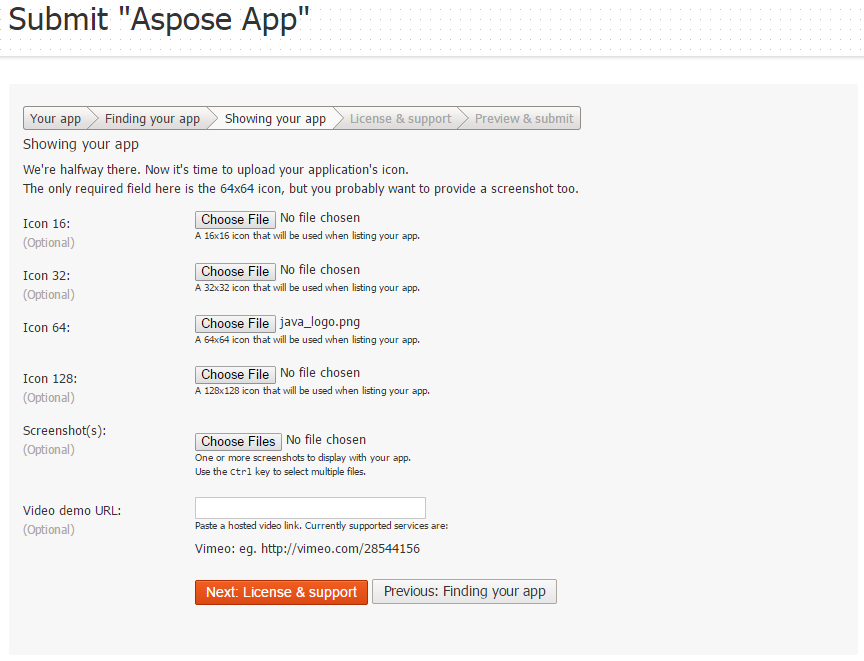 Submit "Aspose App"
Your app Finding your app Showing your app License & support Preview & submit
Showing your app
We're halfway there. Now it's time to upload your application's icon.
The only required field here is the 64x64 icon, but you probably want to provide a screenshot too.
Icon 16:
(Optional)
Choose File No file chosen
A 16x16 icon that will be used when listing your app.
Icon 32:
(Optional)
Choose File No file chosen
A 32x32 icon that will be used when listing your app.
Icon 64:
Choose File java_logo.png
A 64x64 icon that will be used when listing your app.
Icon 128:
(Optional)
Choose File No file chosen
A 128x128 icon that will be used when listing your app.
Screenshot(s):
(Optional)
Choose Files No file chosen
One or more screenshots to display with your app.
Use the Ctrl key to select multiple files.
Video demo URL:
(Optional)
Paste a hosted video link. Currently supported services are:
Vimeo: eg. http://vimeo.com/28544156
Next: License & support Previous: Finding your app